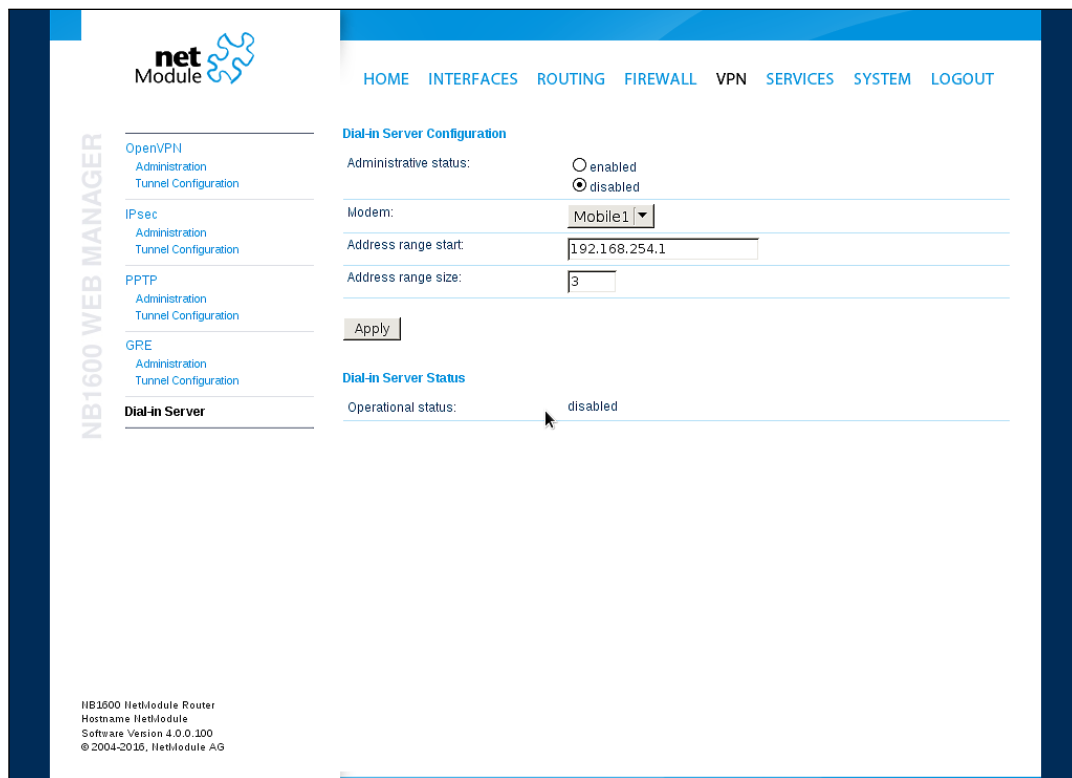 net
Module
HOME INTERFACES ROUTING FIREWALL VPN SERVICES SYSTEM LOGOUT
NB1600 WEB MANAGER
OpenVPN
Administration
Tunnel Configuration
IPsec
Administration
Tunnel Configuration
PPTP
Administration
Tunnel Configuration
GRE
Administration
Tunnel Configuration
Dial-in Server
Dial-in Server Configuration
Administrative status: enabled
disabled
Modem: Mobile1
Address range start: 192.168.254.1
Address range size: 3
Apply
Dial-in Server Status
Operational status: disabled
NB1600 NetModule Router
Hostname NetModule
Software Version 4.0.0.100
© 2004-2016, NetModule AG